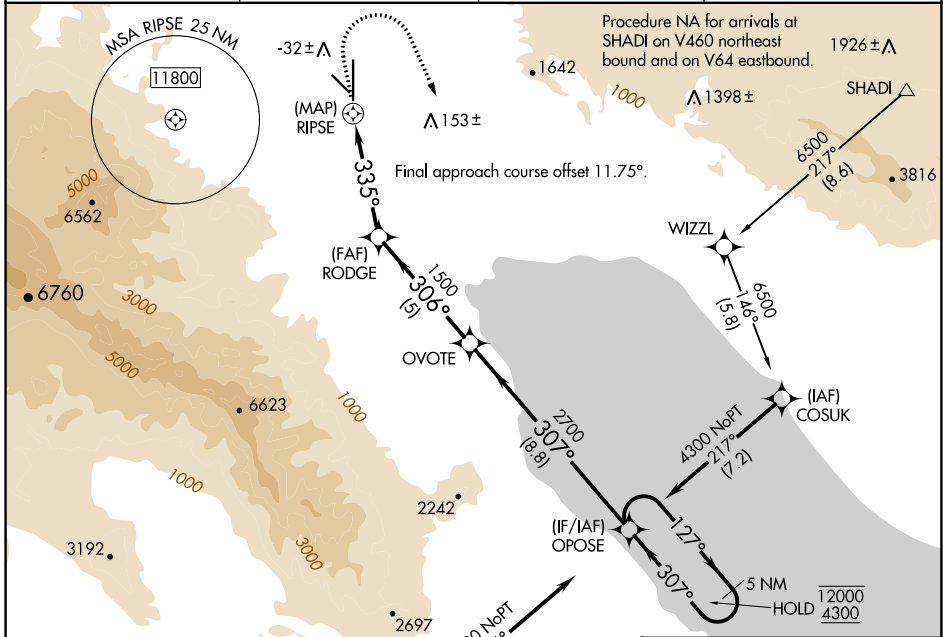 MSA RIPSE 25 NM
11800
-32±
(MAP)
RIPSE
153±
Procedure NA for arrivals at
SHADI on V460 northeast
bound and on V64 eastbound.
1926±
1642
1000
1398±
SHADI
6500
217°
(8.6)
3816
Final approach course offset 11.75°.
335°
5000
6562
WIZZL
(FAF)
RODGE
1500
306°
(5)
6500
146°
(5.8)
6760
3000
OVOTE
5000
6623
1000
(IAF)
COSUK
2700
307°
(8.8)
4300 NoPT
217°
(7.2)
1000
2242
(IF/IAF)
OPOSE
127°
307°
3192
3000
5 NM
HOLD
12000
4300
2697
NoPT